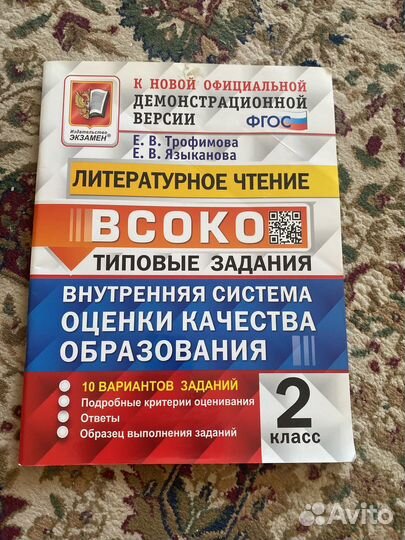 К НОВОЙ ОФИЦИАЛЬНОЙ
ДЕМОНСТРАЦИОННОЙ
ВЕРСИИ
ФГОС
Издательство
ЭКЗАМЕН®
Е. В. Трофимова
Е. В. Языканова
ЛИТЕРАТУРНОЕ ЧТЕНИЕ
ВСОКО
ТИПОВЫЕ ЗАДАНИЯ
ВНУТРЕННЯЯ СИСТЕМА
ОЦЕНКИ КАЧЕСТВА
ОБРАЗОВАНИЯ
10 ВАРИАНТОВ ЗАДАНИЙ
Подробные критерии оценивания
Ответы
Образец выполнения заданий
2
КЛАСС
Avito